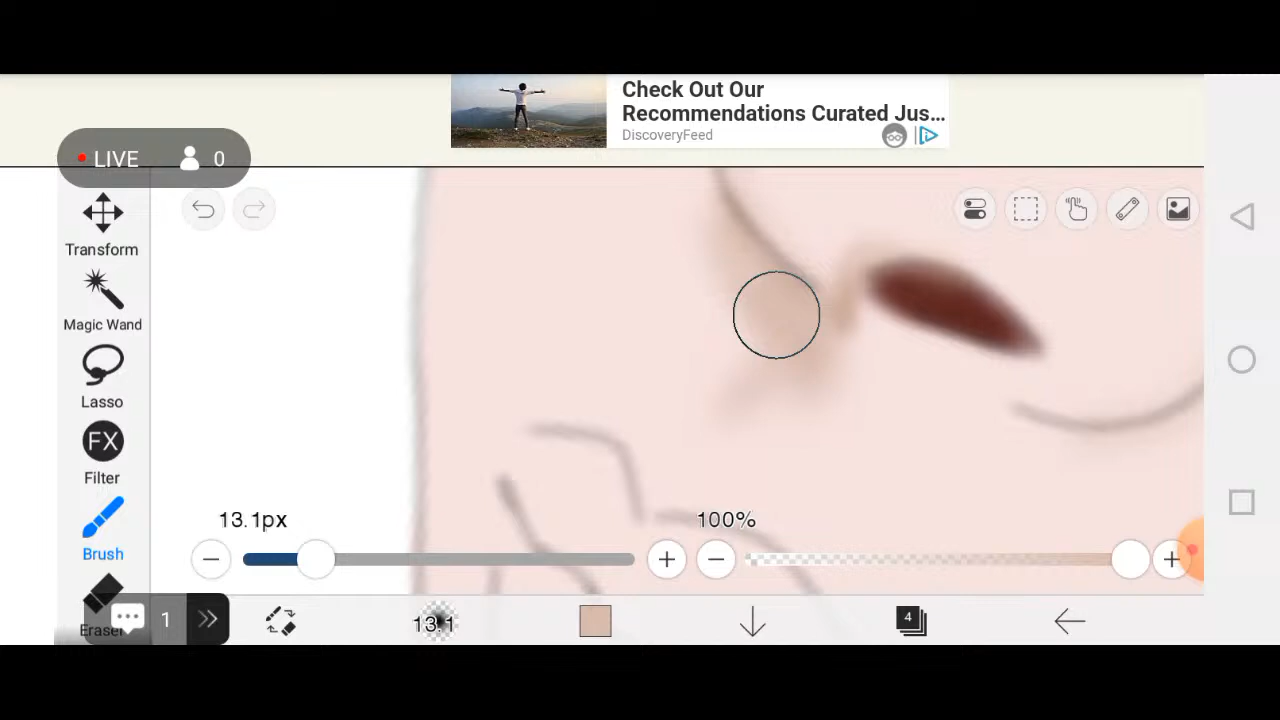 Check Out Our
Recommendations Curated Jus...
DiscoveryFeed
LIVE 0
Transform
Magic Wand
Lasso
FX
Filter
13.1px
100%
Brush
Eraser
1
13.1
4